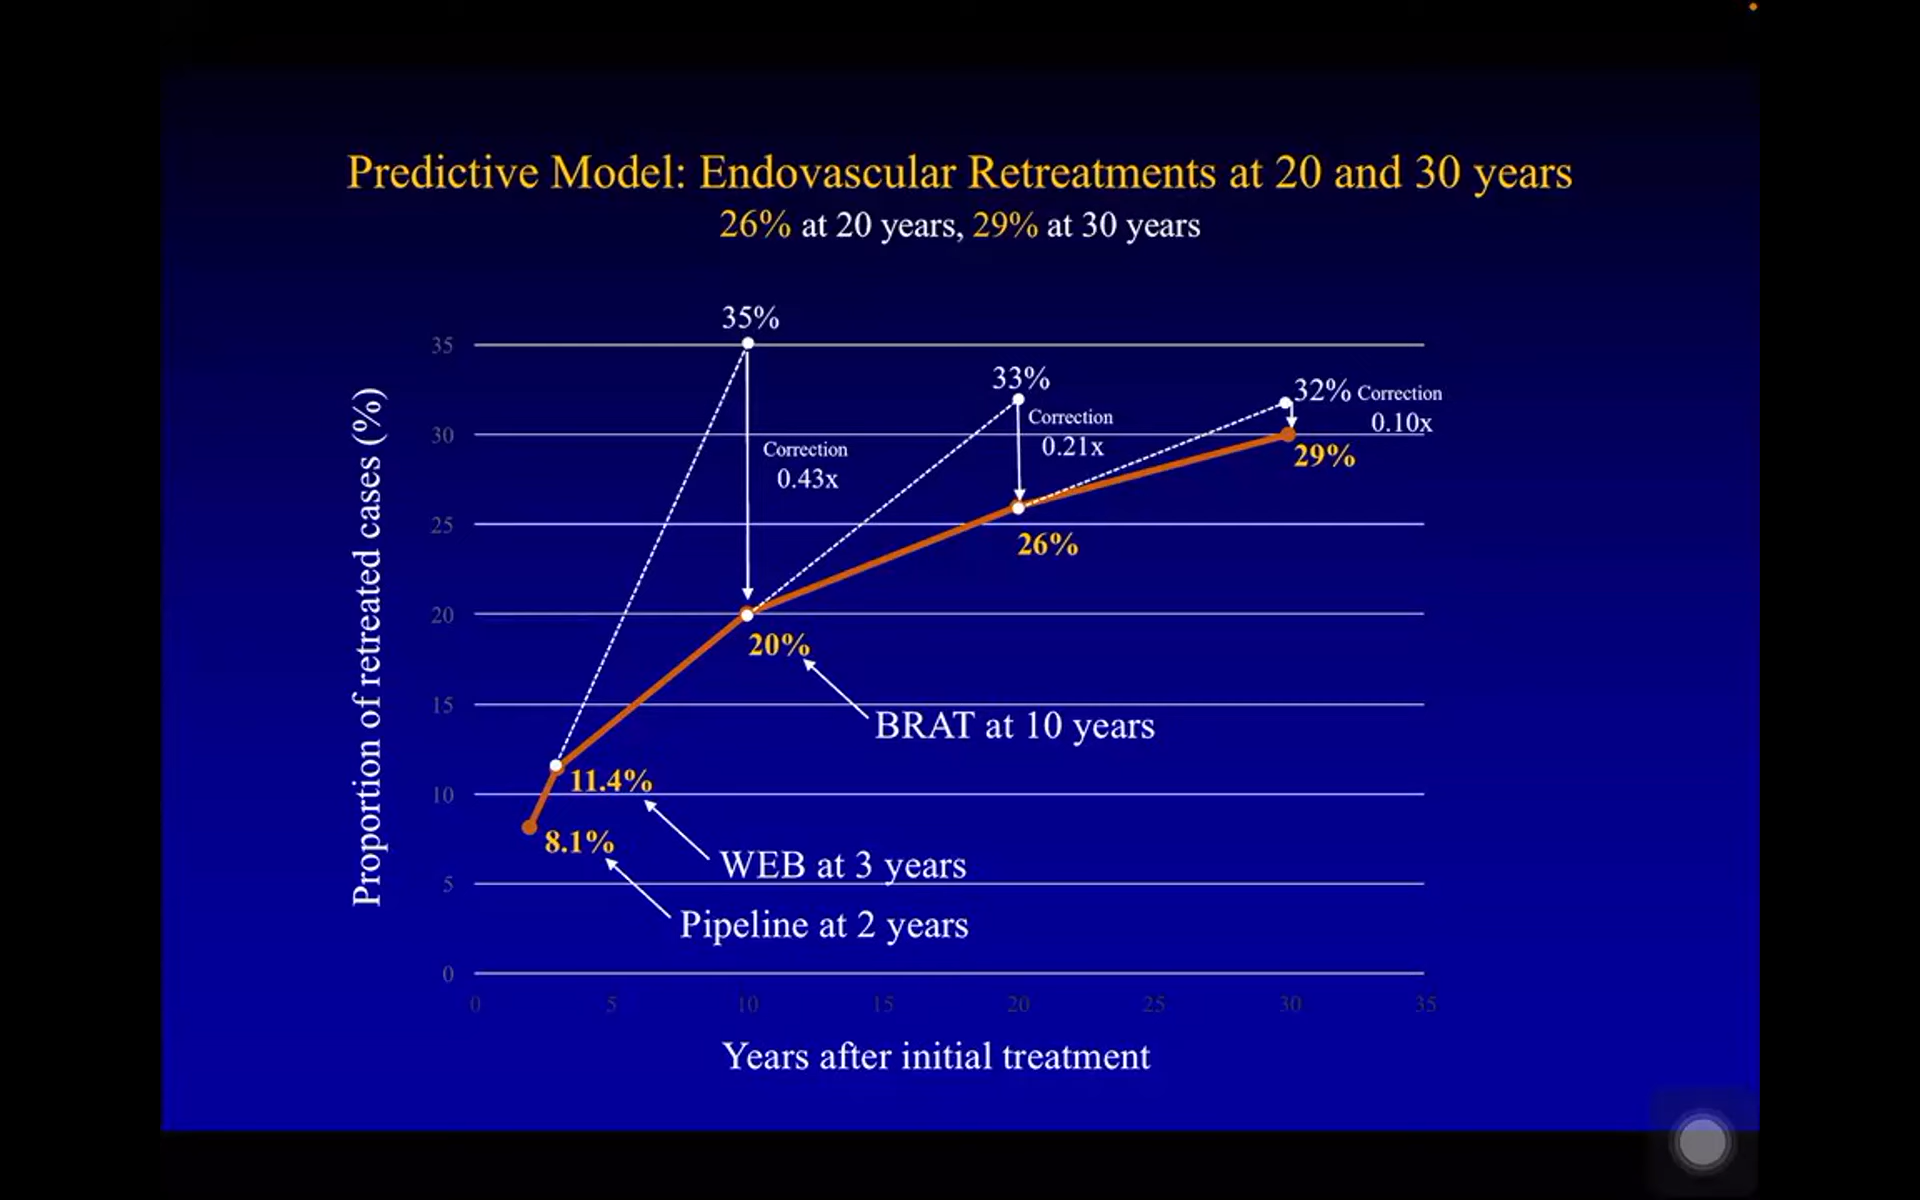 Predictive Model: Endovascular Retreatments at 20 and 30 years
26% at 20 years, 29% at 30 years
35%
35
33%
32% Correction
0.10x
Correction
0.21x
30
29%
Correction
0.43x
25
26%
20
20%
15
BRAT at 10 years
11.4%
10
8.1%
WEB at 3 years
5
Pipeline at 2 years
0
Proportion of retreated cases (%)
0 5 10 15 20 25 30 35
Years after initial treatment